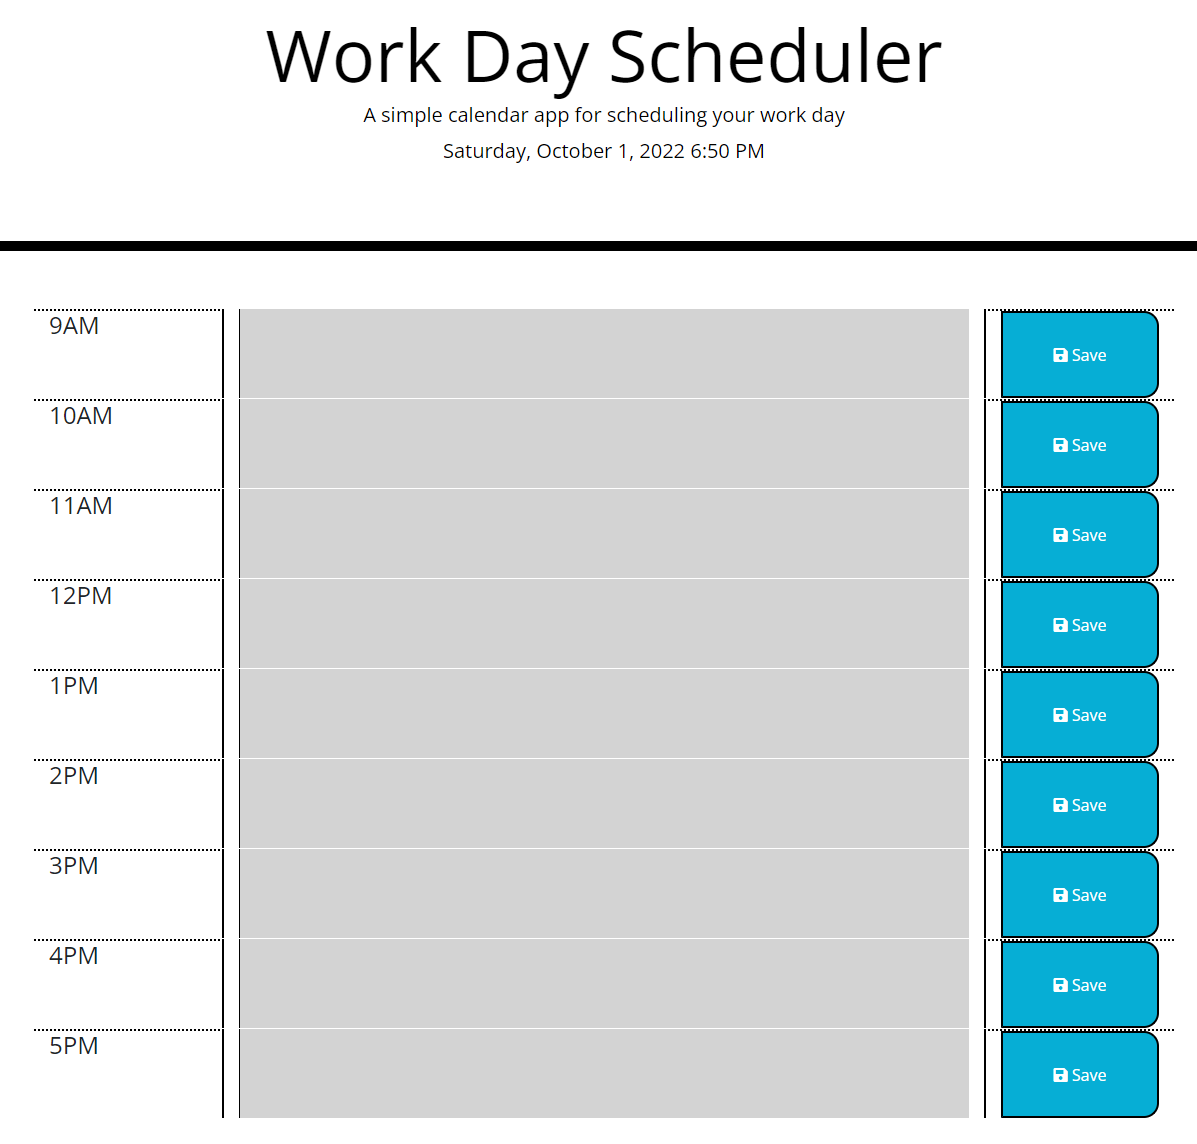 Work Day Scheduler
A simple calendar app for scheduling your work day
Saturday, October 1, 2022 6:50 PM
9AM
Save
10AM
Save
11AM
Save
12PM
Save
1PM
Save
2PM
Save
3PM
Save
4PM
Save
5PM
Save